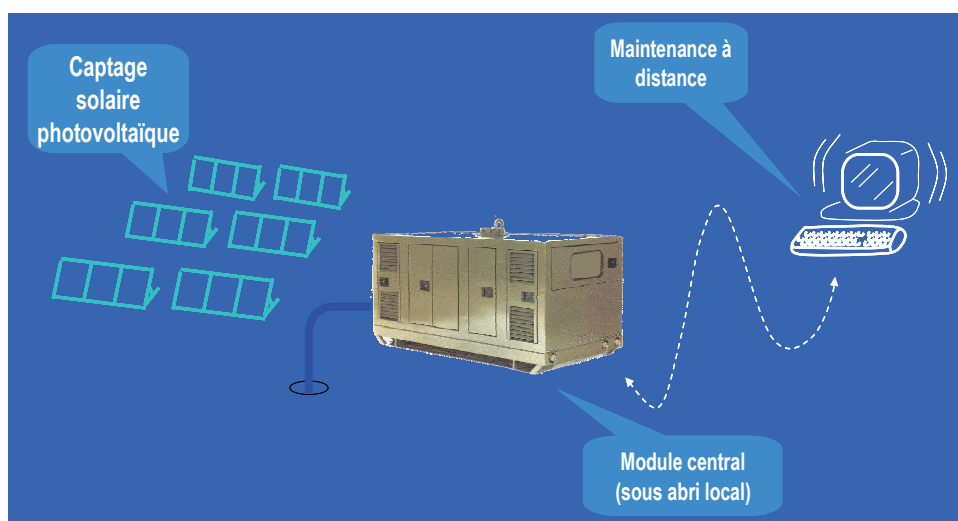 Captage
solaire
photovoltaïque
Maintenance à
distance
Module central
(sous abri local)